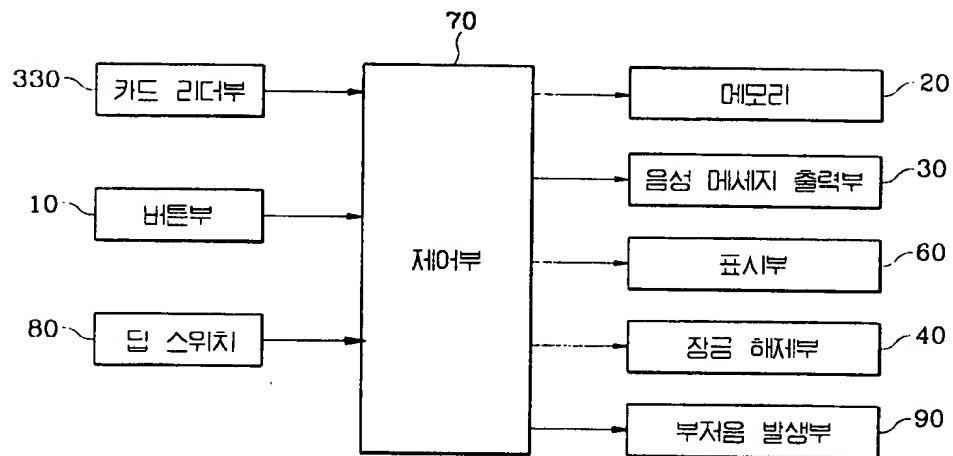 70
330 카드 리더부
메모리 20
음성 메세지 출력부 30
10 버튼부
제어부
표시부 60
80 딥 스위치
장금 해제부 40
부저음 발생부 90